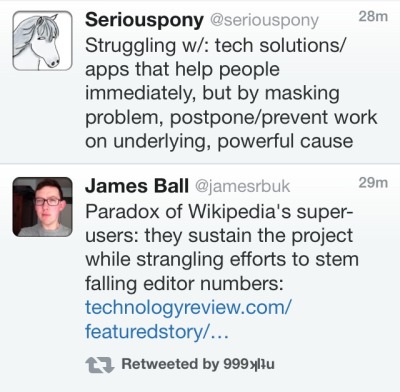 Seriouspony @seriouspony 28m
Struggling w/: tech solutions/
apps that help people
immediately, but by masking
problem, postpone/prevent work
on underlying, powerful cause
James Ball @jamesrbuk 29m
Paradox of Wikipedia's super-
users: they sustain the project
while strangling efforts to stem
falling editor numbers:
technologyreview.com/
featuredstory/…
Retweeted by